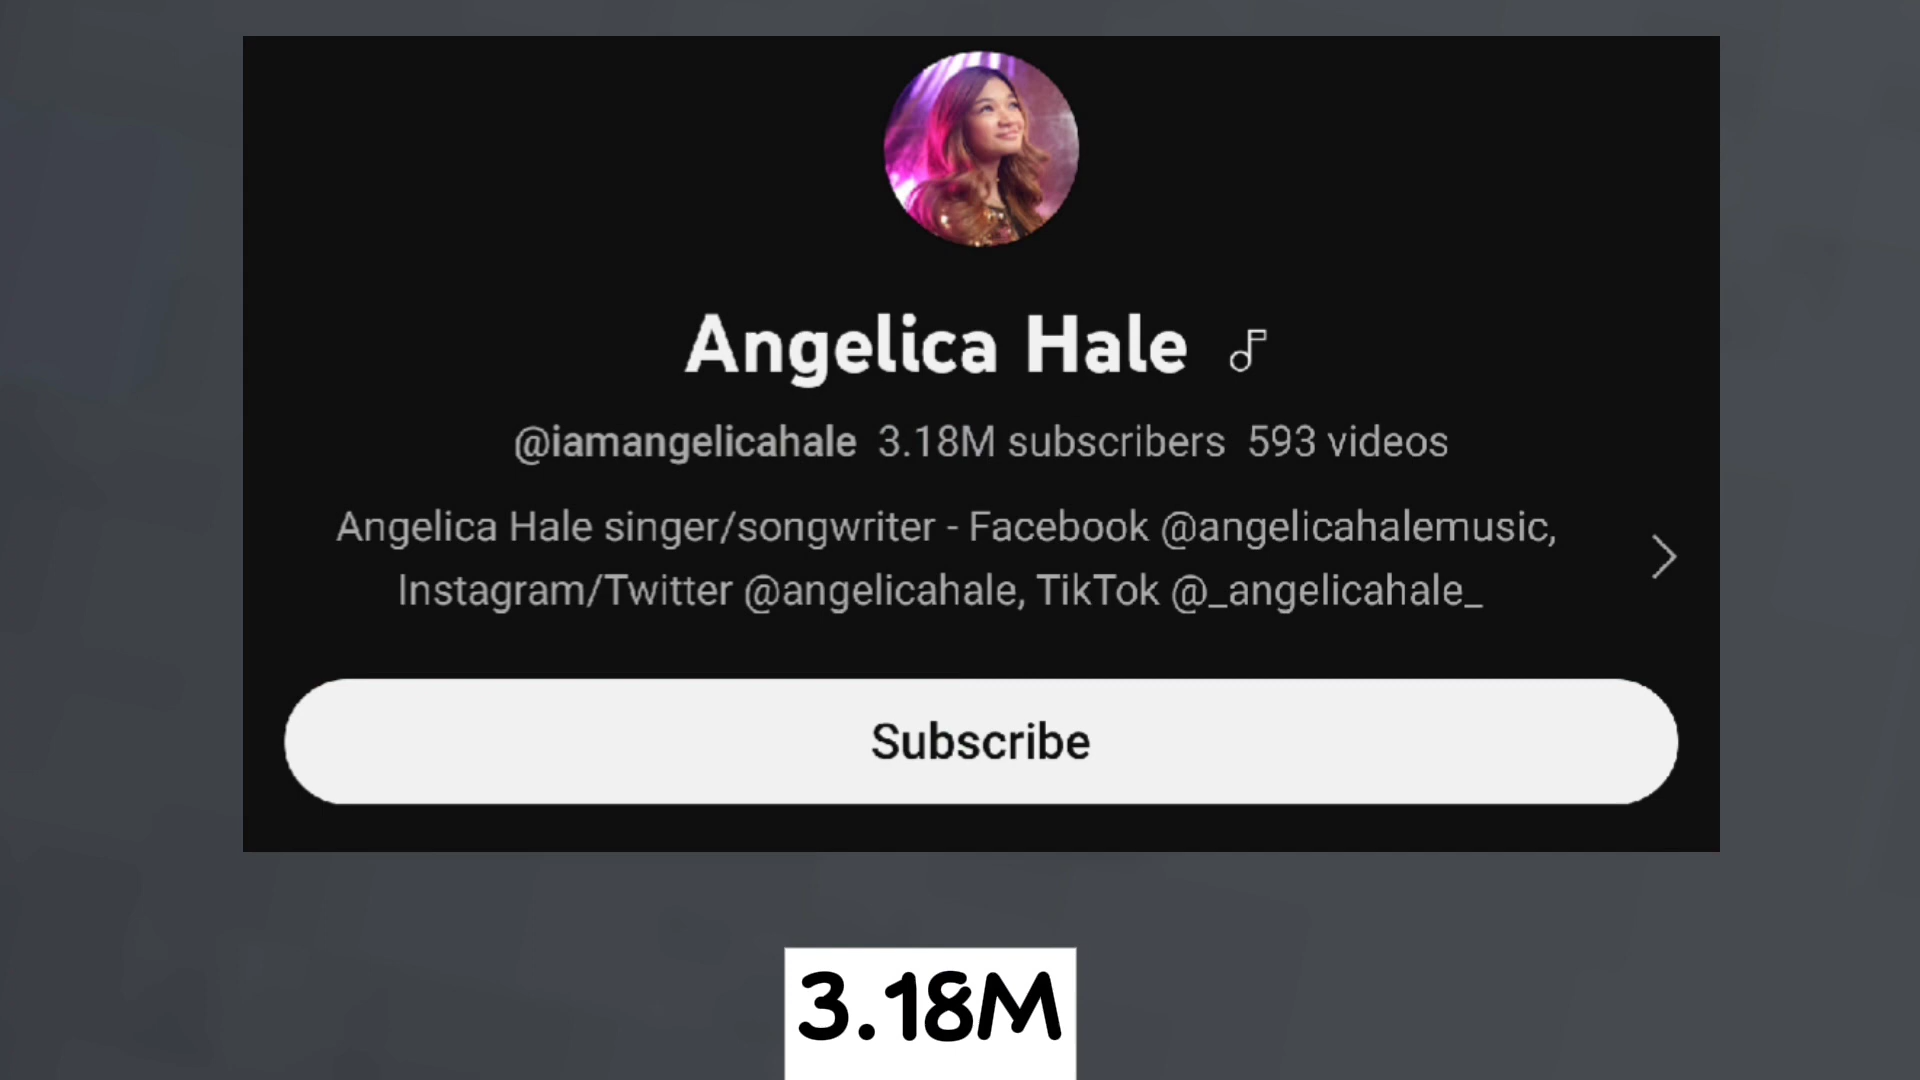 Angelica Hale
@iamangelicahale 3.18M subscribers 593 videos
Angelica Hale singer/songwriter - Facebook @angelicahalemusic,
Instagram/Twitter @angelicahale, TikTok @_angelicahale_
Subscribe
3.18M